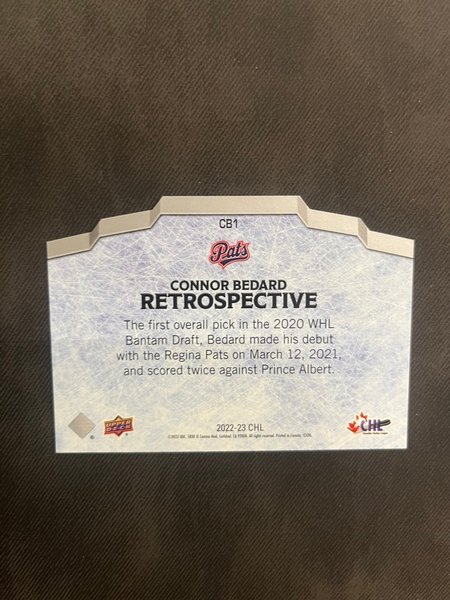 CB1
Pats
CONNOR BEDARD
RETROSPECTIVE
The first overall pick in the 2020 WHL
Bantam Draft, Bedard made his debut
with the Regina Pats on March 12, 2021,
and scored twice against Prince Albert.
UPPER DECK
2022-23 CHL
CHL